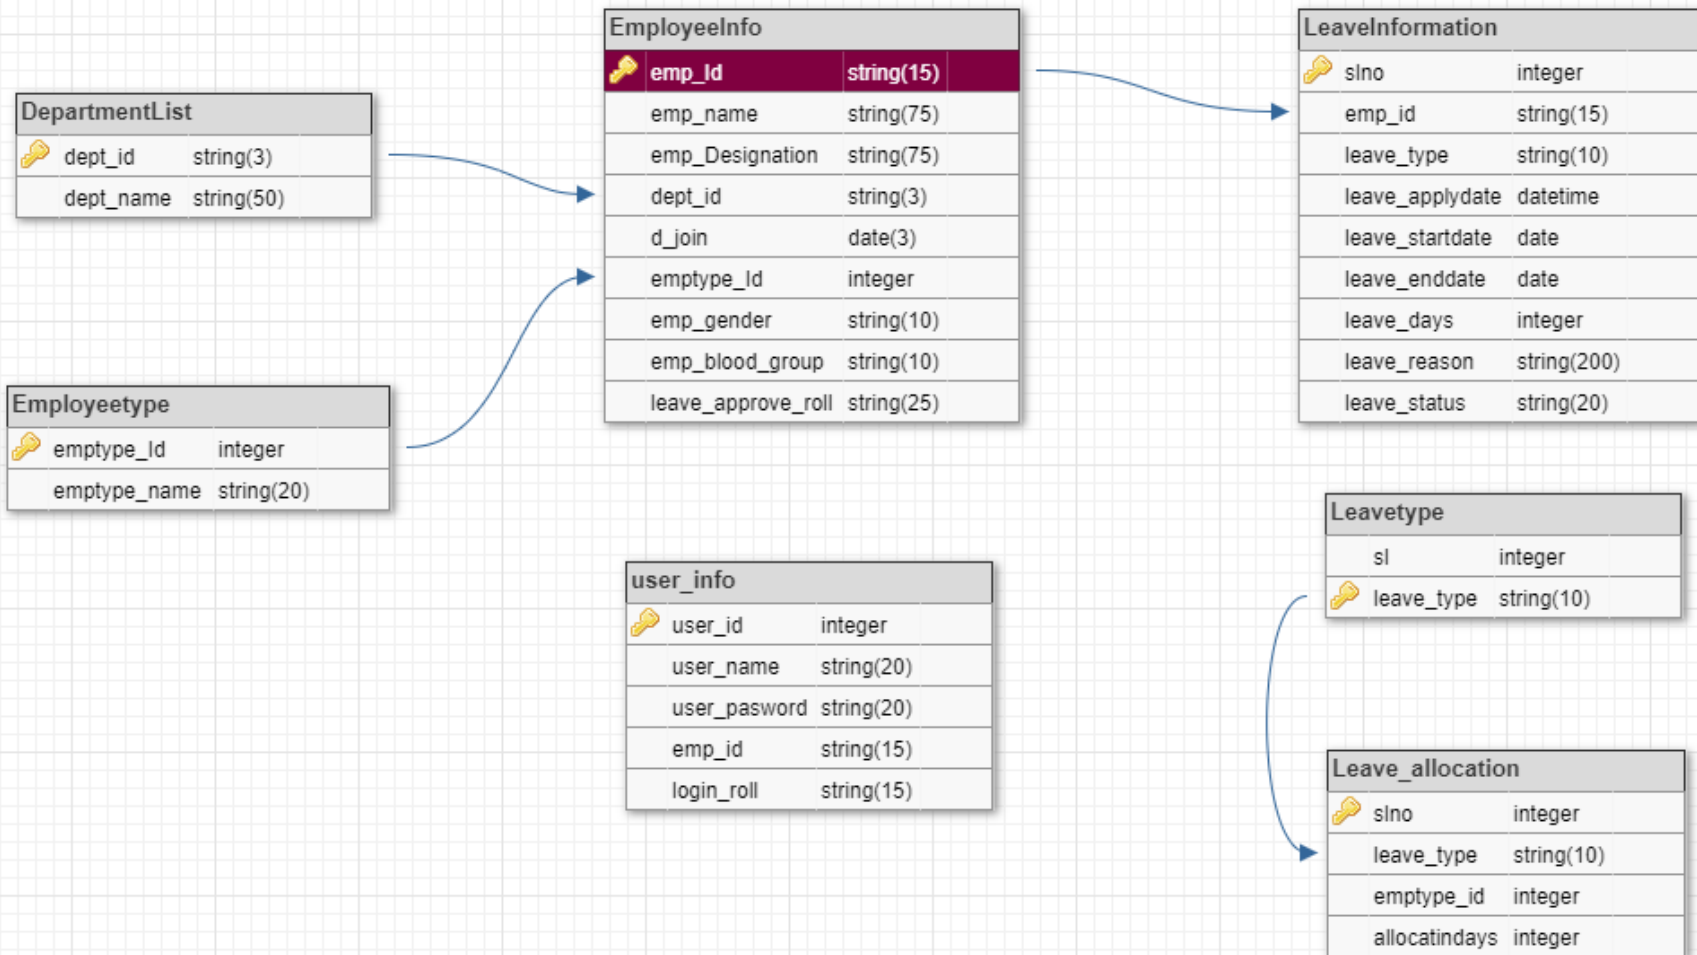 DepartmentList
dept_id string(3)
dept_name string(50)
Employeetype
emptype_Id integer
emptype_name string(20)
EmployeeInfo
emp_Id string(15)
emp_name string(75)
emp_Designation string(75)
dept_id string(3)
d_join date(3)
emptype_Id integer
emp_gender string(10)
emp_blood_group string(10)
leave_approve_roll string(25)
user_info
user_id integer
user_name string(20)
user_pasword string(20)
emp_id string(15)
login_roll string(15)
LeaveInformation
slno integer
emp_id string(15)
leave_type string(10)
leave_applydate datetime
leave_startdate date
leave_enddate date
leave_days integer
leave_reason string(200)
leave_status string(20)
Leavetype
sl integer
leave_type string(10)
Leave_allocation
slno integer
leave_type string(10)
emptype_id integer
allocatindays integer